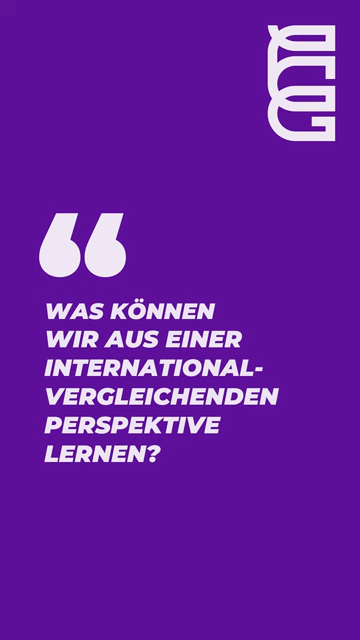 “
WAS KÖNNEN
WIR AUS EINER
INTERNATIONAL-
VERGLEICHENDEN
PERSPEKTIVE
LERNEN?